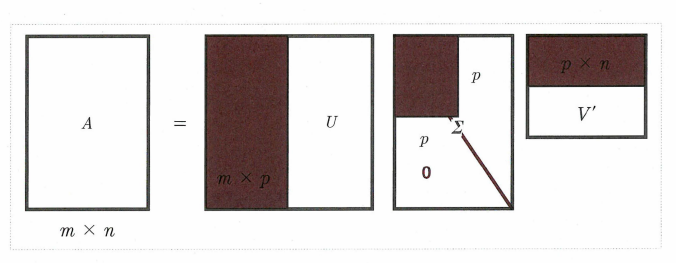 A = U Σ V′
p
p
0
m × p
p × n
m × n